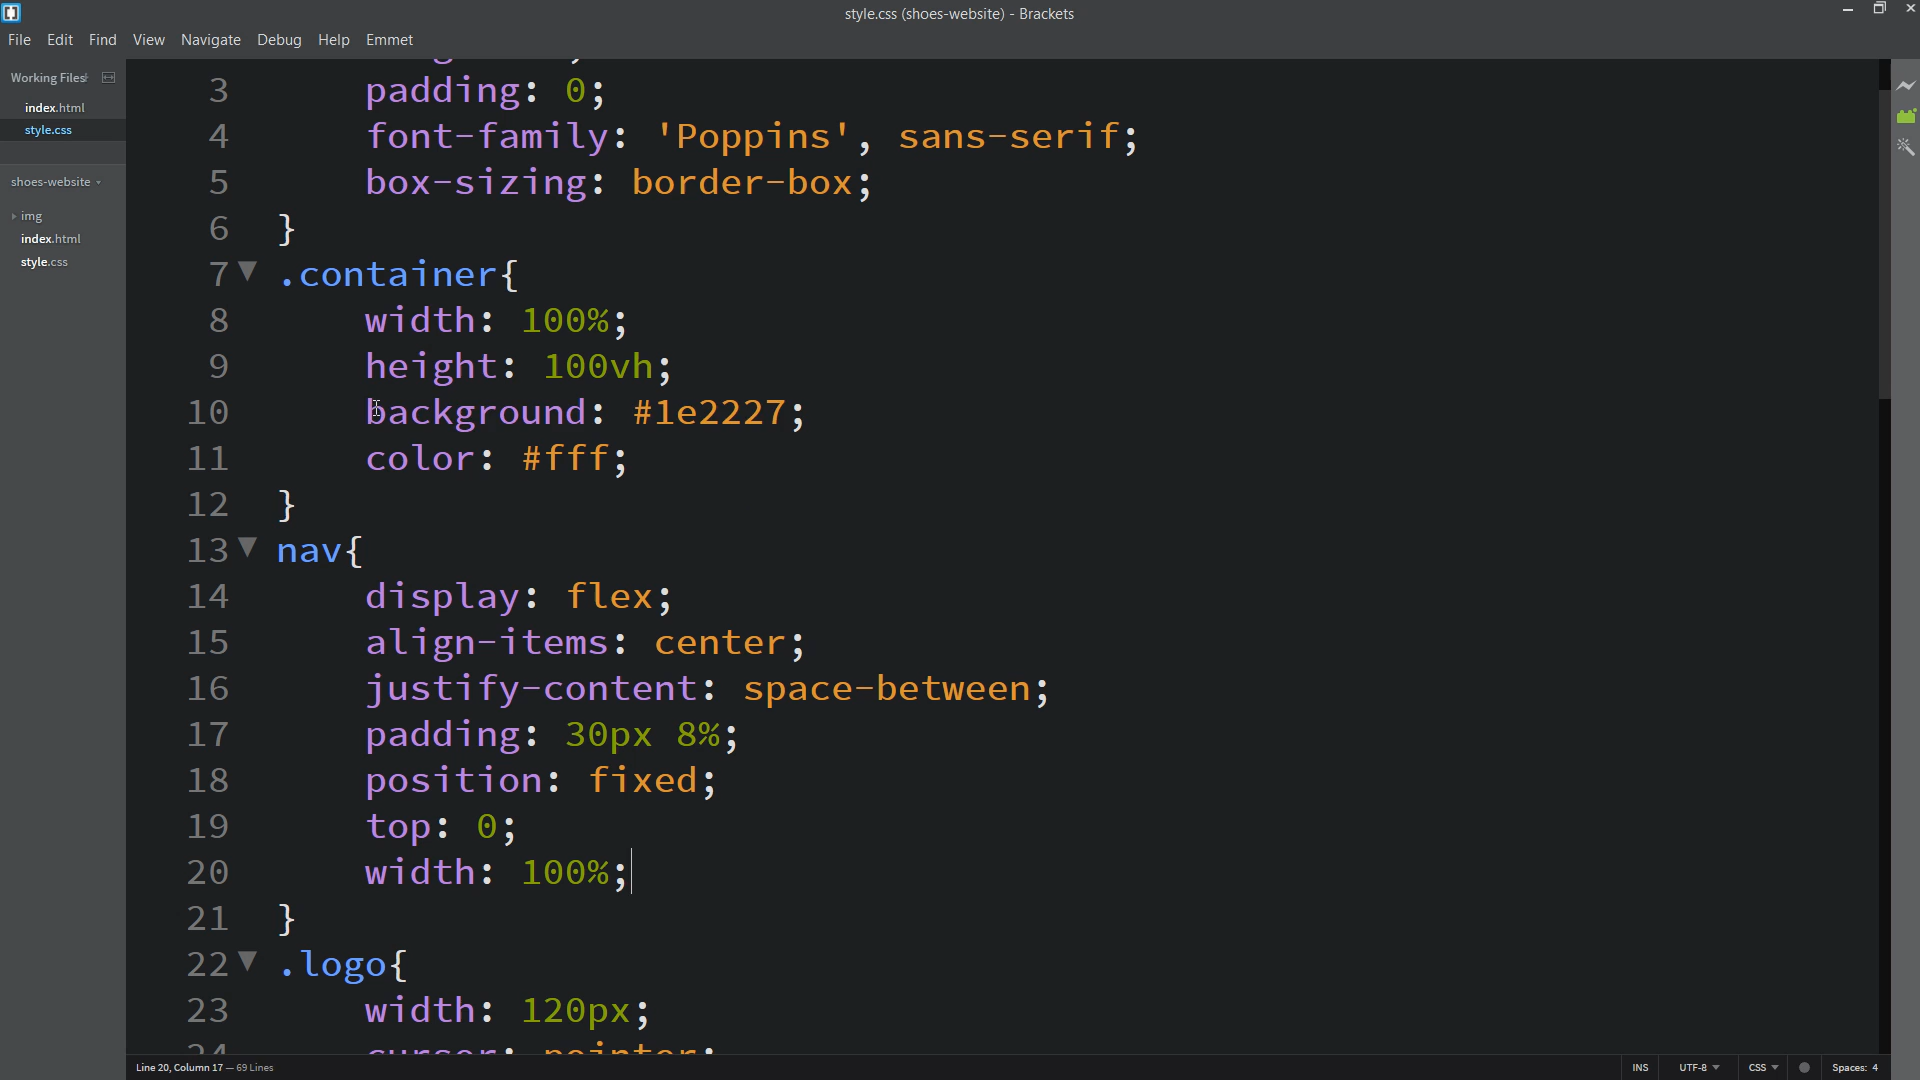 style.css (shoes-website) - Brackets
File Edit Find View Navigate Debug Help Emmet
Working Files
index.html
style.css
shoes-website
img
index.html
style.css
3 padding: 0;
4 font-family: 'Poppins', sans-serif;
5 box-sizing: border-box;
6 }
7 .container{
8 width: 100%;
9 height: 100vh;
10 background: #1e2227;
11 color: #fff;
12 }
13 nav{
14 display: flex;
15 align-items: center;
16 justify-content: space-between;
17 padding: 30px 8%;
18 position: fixed;
19 top: 0;
20 width: 100%;
21 }
22 .logo{
23 width: 120px;
24 cursor: pointer;
Line 20, Column 17 — 69 Lines
INS UTF-8 CSS Spaces: 4